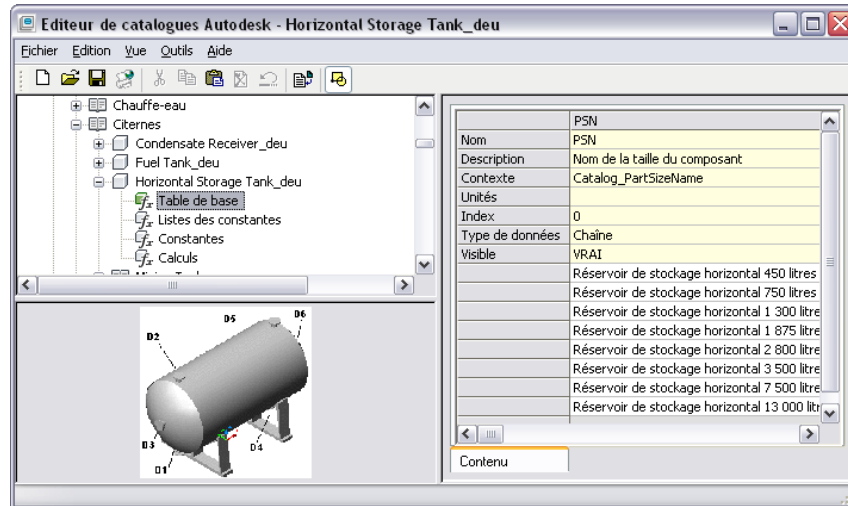 Editeur de catalogues Autodesk - Horizontal Storage Tank_deu
Fichier Edition Vue Outils Aide
Chauffe-eau
Citernes
Condensate Receiver_deu
Fuel Tank_deu
Horizontal Storage Tank_deu
Table de base
Listes des constantes
Constantes
Calculs
D5
D6
D2
D3
D4
D1
PSN
Nom PSN
Description Nom de la taille du composant
Contexte Catalog_PartSizeName
Unités
Index 0
Type de données Chaîne
Visible VRAI
Réservoir de stockage horizontal 450 litres
Réservoir de stockage horizontal 750 litres
Réservoir de stockage horizontal 1 300 litre
Réservoir de stockage horizontal 1 875 litre
Réservoir de stockage horizontal 2 800 litre
Réservoir de stockage horizontal 3 500 litre
Réservoir de stockage horizontal 7 500 litre
Réservoir de stockage horizontal 13 000 litr
Contenu